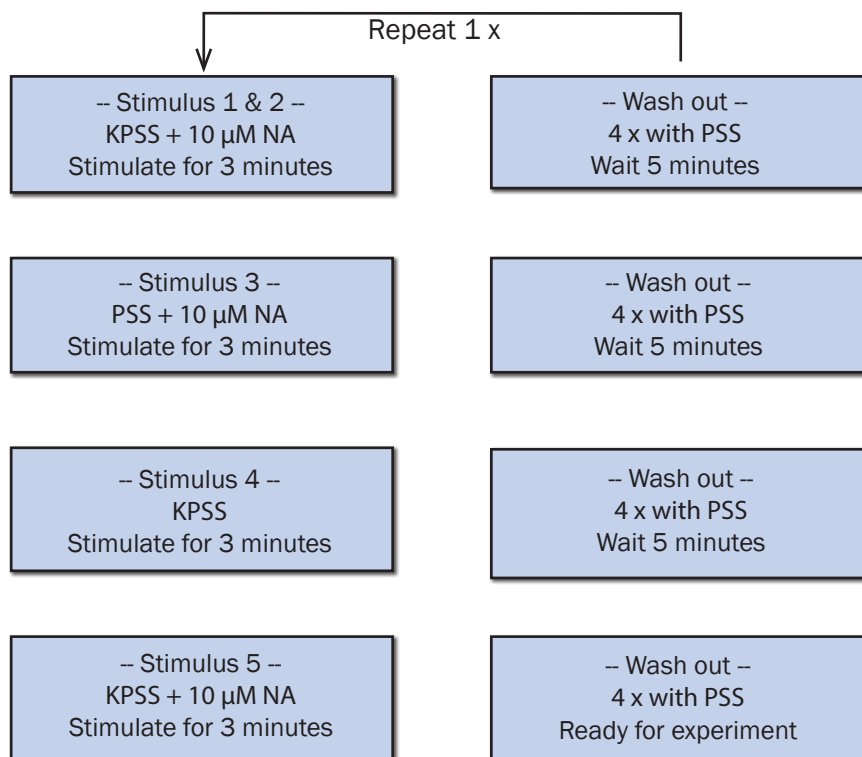 Repeat 1 x
-- Stimulus 1 & 2 --
KPSS + 10 µM NA
Stimulate for 3 minutes
-- Wash out --
4 x with PSS
Wait 5 minutes
-- Stimulus 3 --
PSS + 10 µM NA
Stimulate for 3 minutes
-- Wash out --
4 x with PSS
Wait 5 minutes
-- Stimulus 4 --
KPSS
Stimulate for 3 minutes
-- Wash out --
4 x with PSS
Wait 5 minutes
-- Stimulus 5 --
KPSS + 10 µM NA
Stimulate for 3 minutes
-- Wash out --
4 x with PSS
Ready for experiment